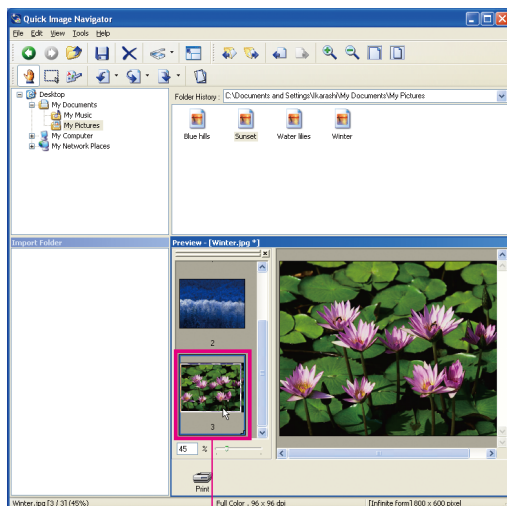 Quick Image Navigator
File Edit View Tools Help
Desktop
My Documents
My Music
My Pictures
My Computer
My Network Places
Folder History : C:\Documents and Settings\Ikarashi\My Documents\My Pictures
Blue hills Sunset Water lilies Winter
Import Folder
Preview - [Winter.jpg *]
2
3
45 %
Print
Winter.jpg [3 / 3] (45%) Full Color , 96 x 96 dpi [Infinite form] 800 x 600 pixel